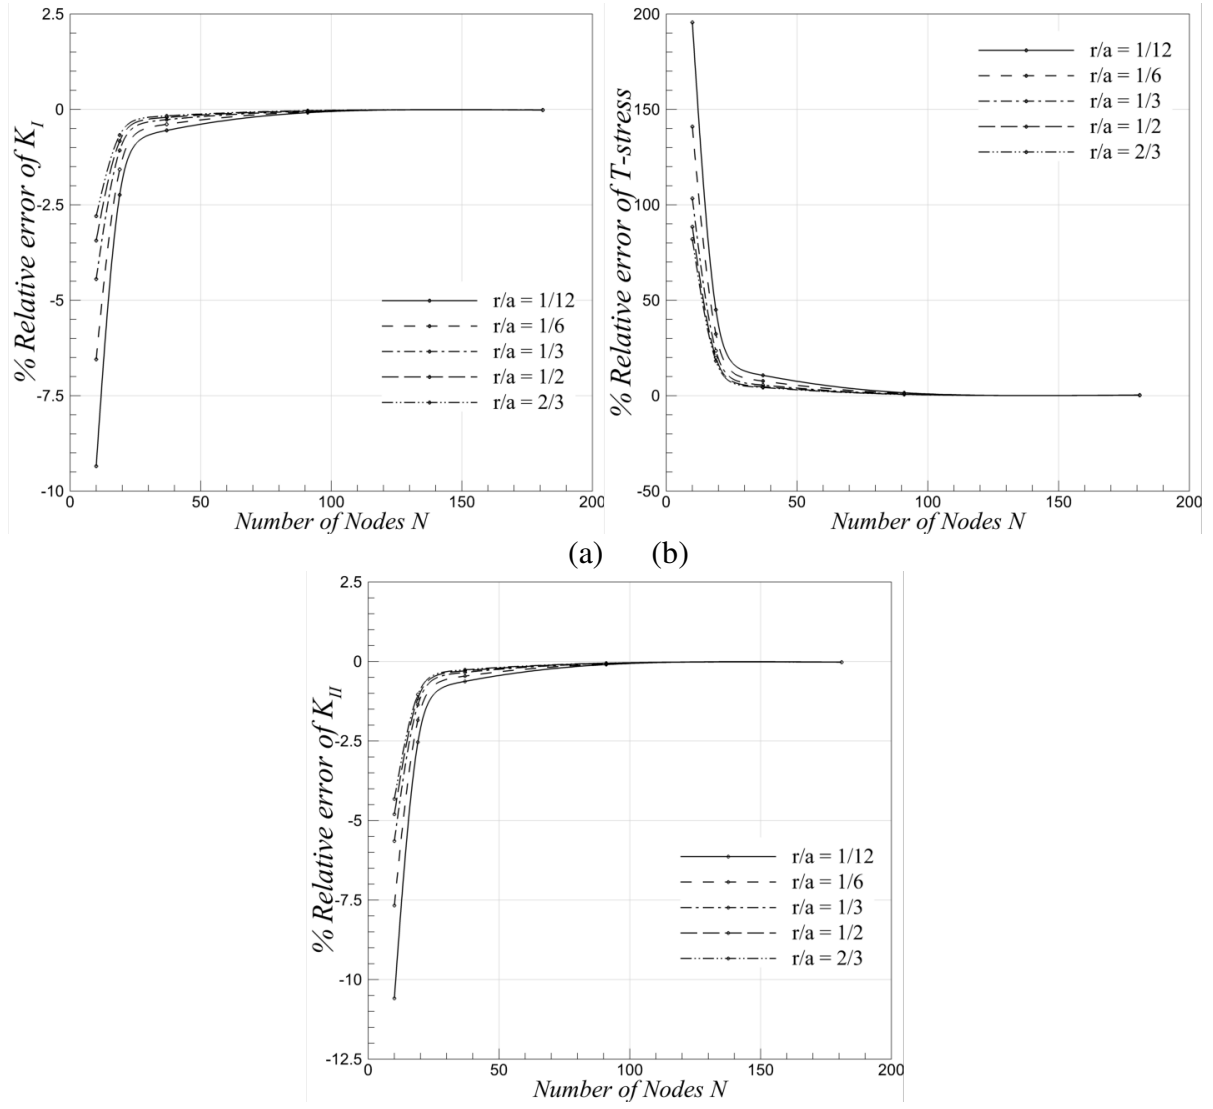 2.5
0
-2.5
-5
-7.5
-10
% Relative error of K_I
0
50
100
150
200
Number of Nodes N
r/a = 1/12
r/a = 1/6
r/a = 1/3
r/a = 1/2
r/a = 2/3
200
150
100
50
0
-50
% Relative error of T-stress
0
50
100
150
200
Number of Nodes N
r/a = 1/12
r/a = 1/6
r/a = 1/3
r/a = 1/2
r/a = 2/3
(a) (b)
2.5
0
-2.5
-5
-7.5
-10
-12.5
% Relative error of K_II
0
50
100
150
200
Number of Nodes N
r/a = 1/12
r/a = 1/6
r/a = 1/3
r/a = 1/2
r/a = 2/3